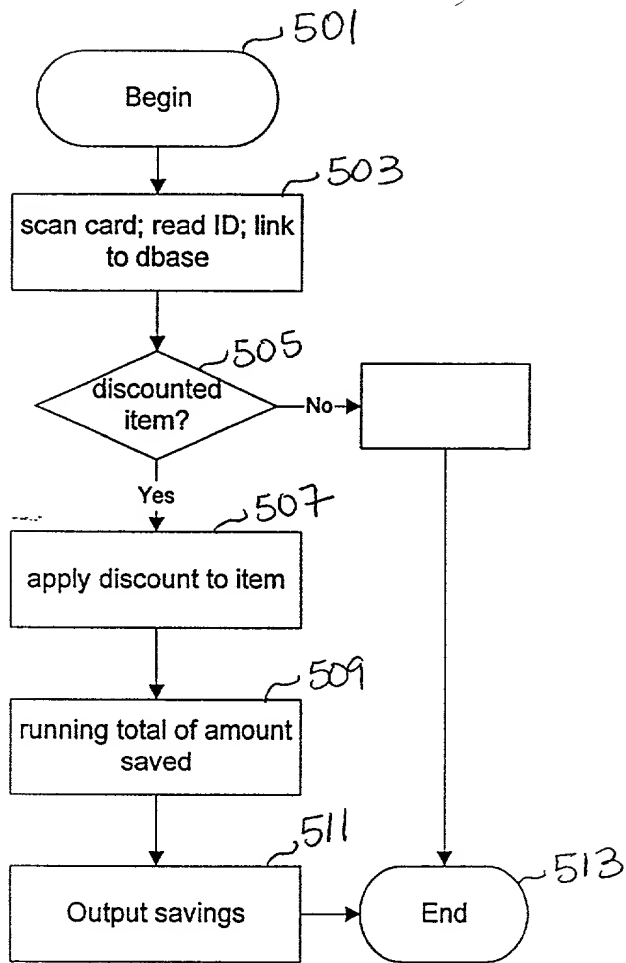 501
Begin
503
scan card; read ID; link
to dbase
505
discounted
item?
No
Yes
507
apply discount to item
509
running total of amount
saved
511
Output savings
513
End